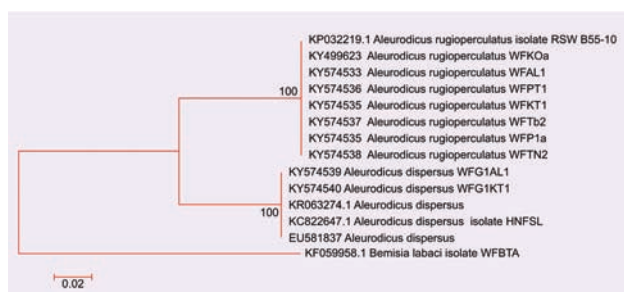 KP032219.1 Aleurodicus rugioperculatus isolate RSW B55-10
KY499623 Aleurodicus rugioperculatus WFKOa
KY574533 Aleurodicus rugioperculatus WFAL1
KY574536 Aleurodicus rugioperculatus WFPT1
100
KY574535 Aleurodicus rugioperculatus WFKT1
KY574537 Aleurodicus rugioperculatus WFTb2
KY574535 Aleurodicus rugioperculatus WFP1a
KY574538 Aleurodicus rugioperculatus WFTN2
KY574539 Aleurodicus dispersus WFG1AL1
KY574540 Aleurodicus dispersus WFG1KT1
KR063274.1 Aleurodicus dispersus
100
KC822647.1 Aleurodicus dispersus isolate HNFSL
EU581837 Aleurodicus dispersus
KF059958.1 Bemisia labaci isolate WFBTA
0.02